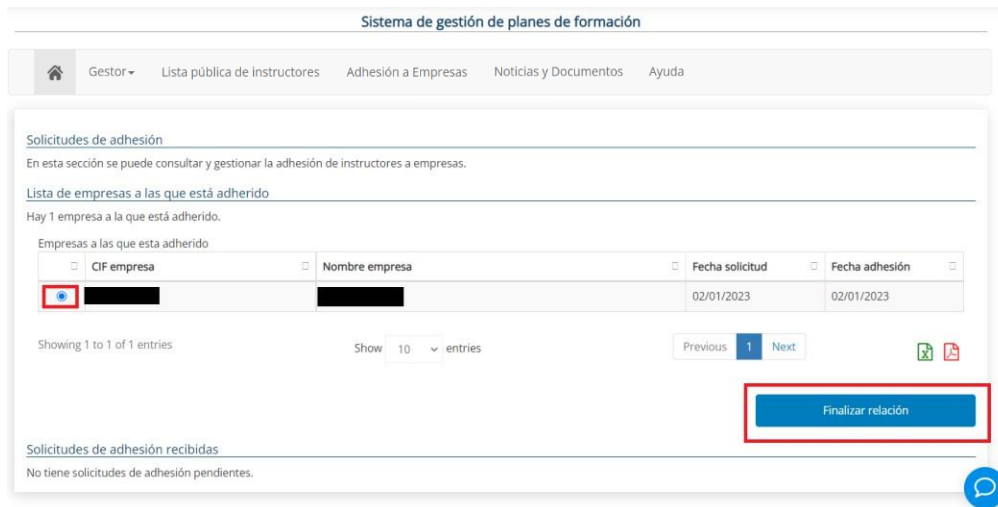 Sistema de gestión de planes de formación
Gestor Lista pública de instructores Adhesión a Empresas Noticias y Documentos Ayuda
Solicitudes de adhesión
En esta sección se puede consultar y gestionar la adhesión de instructores a empresas.
Lista de empresas a las que está adherido
Hay 1 empresa a la que está adherido.
Empresas a las que esta adherido
CIF empresa Nombre empresa Fecha solicitud Fecha adhesión
02/01/2023 02/01/2023
Showing 1 to 1 of 1 entries Show 10 entries Previous 1 Next
Finalizar relación
Solicitudes de adhesión recibidas
No tiene solicitudes de adhesión pendientes.